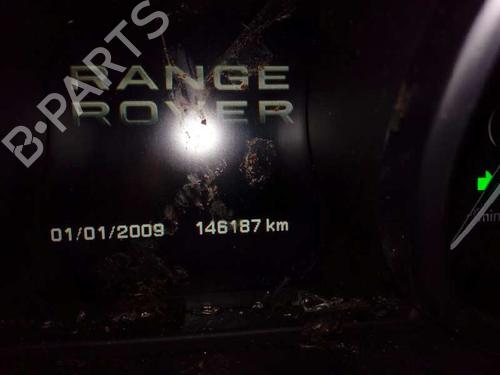 B-PARTS
RANGE
ROVER
01/01/2009 146187 km